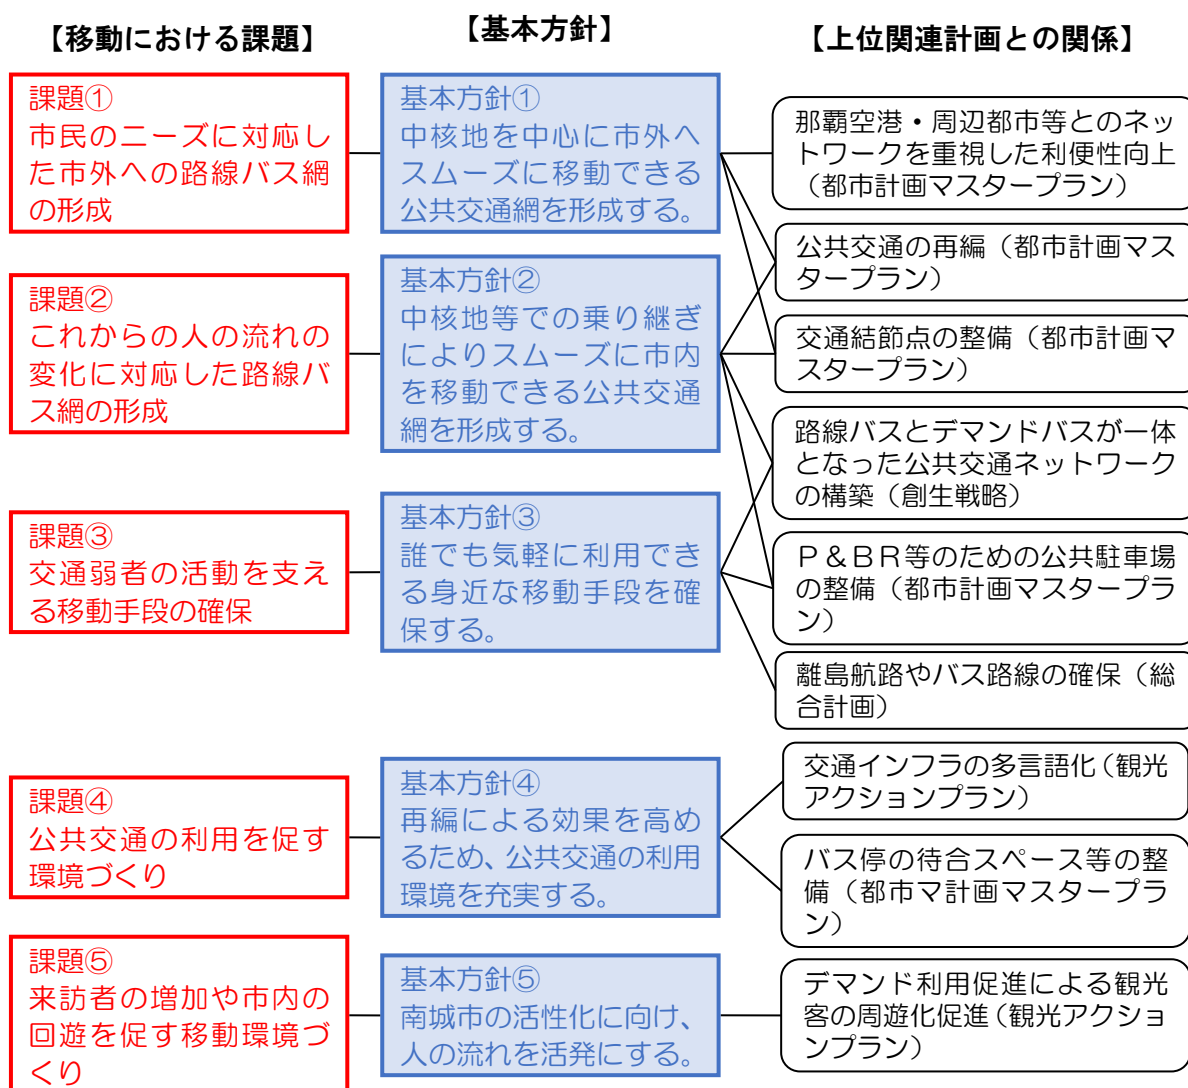 【移動における課題】
【基本方針】
【上位関連計画との関係】
課題①
市民のニーズに対応し
た市外への路線バス網
の形成
課題②
これからの人の流れの
変化に対応した路線バ
ス網の形成
課題③
交通弱者の活動を支え
る移動手段の確保
課題④
公共交通の利用を促す
環境づくり
課題⑤
来訪者の増加や市内の
回遊を促す移動環境づ
くり
基本方針①
中核地を中心に市外へ
スムーズに移動できる
公共交通網を形成する。
基本方針②
中核地等での乗り継ぎ
によりスムーズに市内
を移動できる公共交通
網を形成する。
基本方針③
誰でも気軽に利用でき
る身近な移動手段を確
保する。
基本方針④
再編による効果を高め
るため、公共交通の利用
環境を充実する。
基本方針⑤
南城市の活性化に向け、
人の流れを活発にする。
那覇空港・周辺都市等とのネッ
トワークを重視した利便性向上
（都市計画マスタープラン）
公共交通の再編（都市計画マス
タープラン）
交通結節点の整備（都市計画マ
スタープラン）
路線バスとデマンドバスが一体
となった公共交通ネットワーク
の構築（創生戦略）
Ｐ＆ＢＲ等のための公共駐車場
の整備（都市計画マスタープラ
ン）
離島航路やバス路線の確保（総
合計画）
交通インフラの多言語化（観光
アクションプラン）
バス停の待合スペース等の整
備（都市マ計画マスタープラ
ン）
デマンド利用促進による観光
客の周遊化促進（観光アクショ
ンプラン）